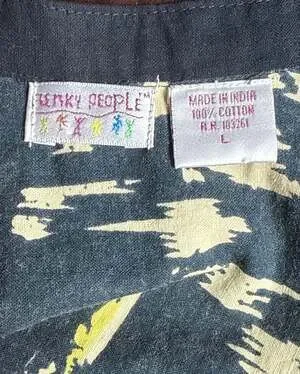 FUNKY PEOPLE™
MADE IN INDIA
100% COTTON
R.N. 103261
L